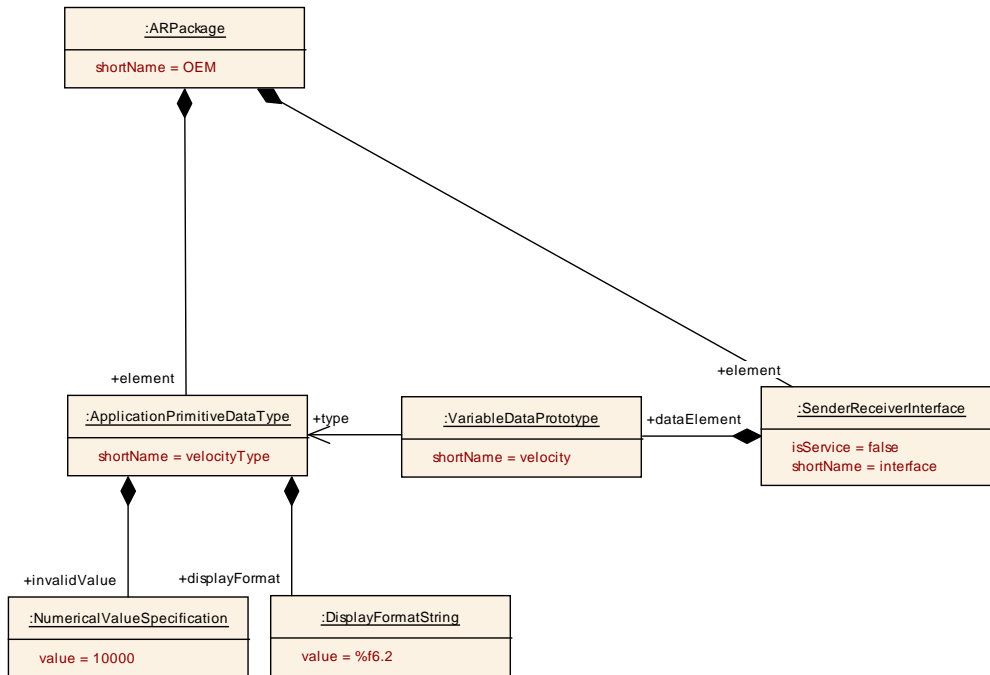 :ARPackage
shortName = OEM
+element
+element
:ApplicationPrimitiveDataType
shortName = velocityType
+type
:VariableDataPrototype
shortName = velocity
+dataElement
:SenderReceiverInterface
isService = false
shortName = interface
+invalidValue
+displayFormat
:NumericalValueSpecification
value = 10000
:DisplayFormatString
value = %f6.2